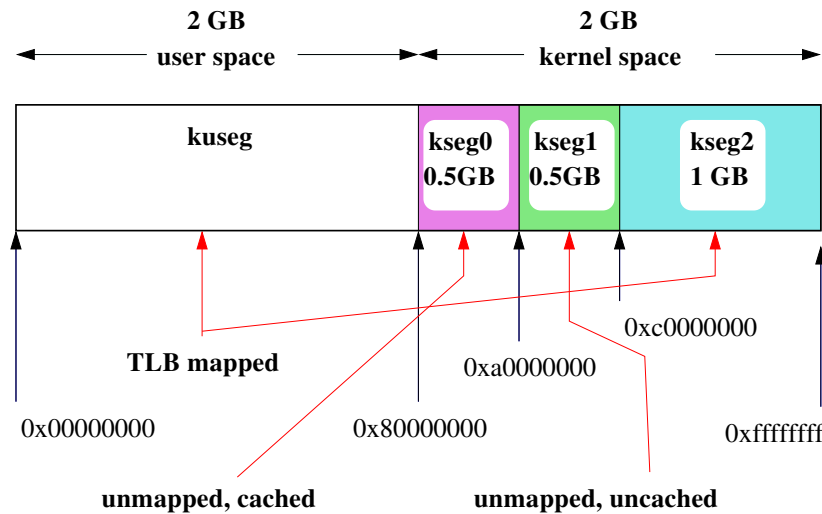 2 GB
user space
2 GB
kernel space
kuseg
kseg0
0.5GB
kseg1
0.5GB
kseg2
1 GB
0xc0000000
TLB mapped
0xa0000000
0x00000000
0x80000000
0xffffffff
unmapped, cached
unmapped, uncached